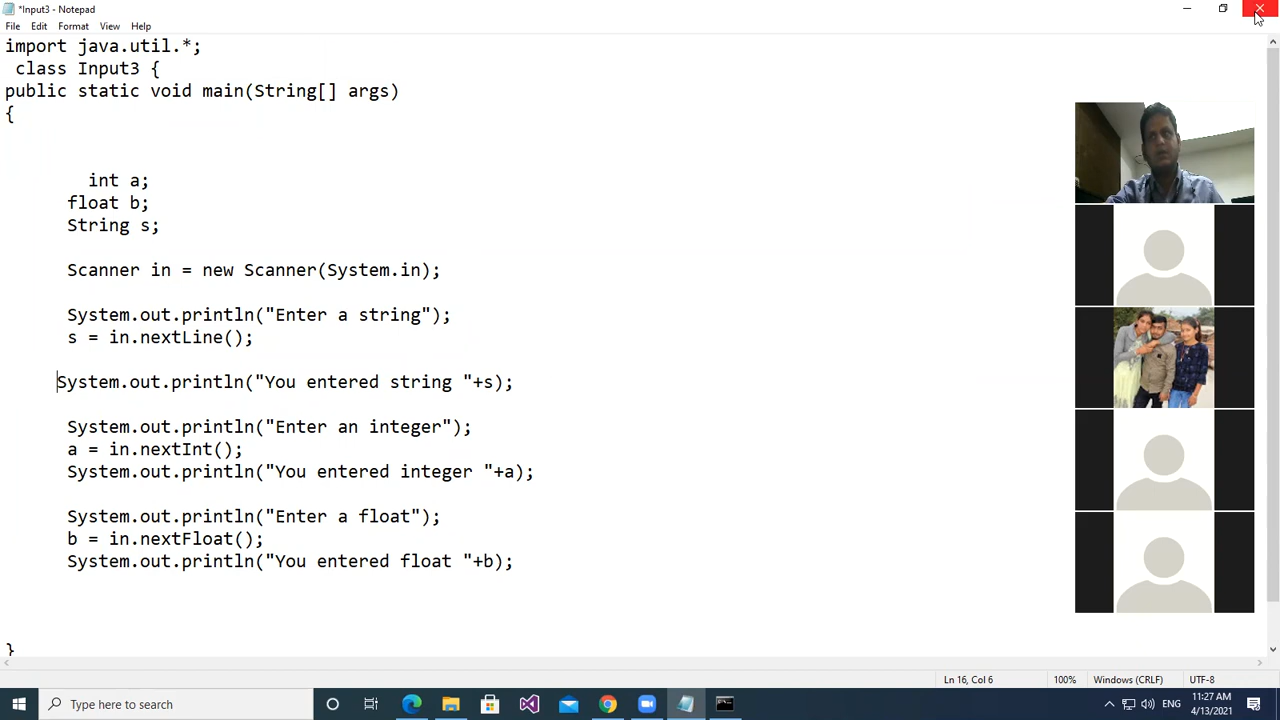 *Input3 - Notepad
File Edit Format View Help
import java.util.*;
class Input3 {
public static void main(String[] args)
{
int a;
float b;
String s;
Scanner in = new Scanner(System.in);
System.out.println("Enter a string");
s = in.nextLine();
System.out.println("You entered string "+s);
System.out.println("Enter an integer");
a = in.nextInt();
System.out.println("You entered integer "+a);
System.out.println("Enter a float");
b = in.nextFloat();
System.out.println("You entered float "+b);
}
Ln 16, Col 6 100% Windows (CRLF) UTF-8
Type here to search
ENG
11:27 AM
4/13/2021